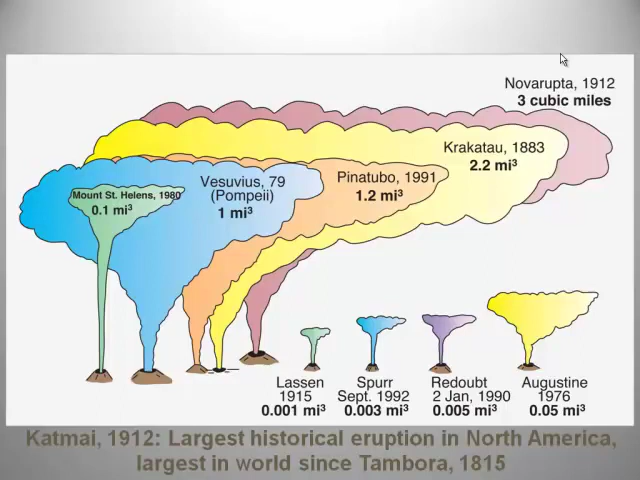 Novarupta, 1912
3 cubic miles
Krakatau, 1883
2.2 mi³
Pinatubo, 1991
1.2 mi³
Vesuvius, 79
(Pompeii)
1 mi³
Mount St. Helens, 1980
0.1 mi³
Lassen
1915
0.001 mi³
Spurr
Sept. 1992
0.003 mi³
Redoubt
2 Jan, 1990
0.005 mi³
Augustine
1976
0.05 mi³
Katmai, 1912: Largest historical eruption in North America,
largest in world since Tambora, 1815